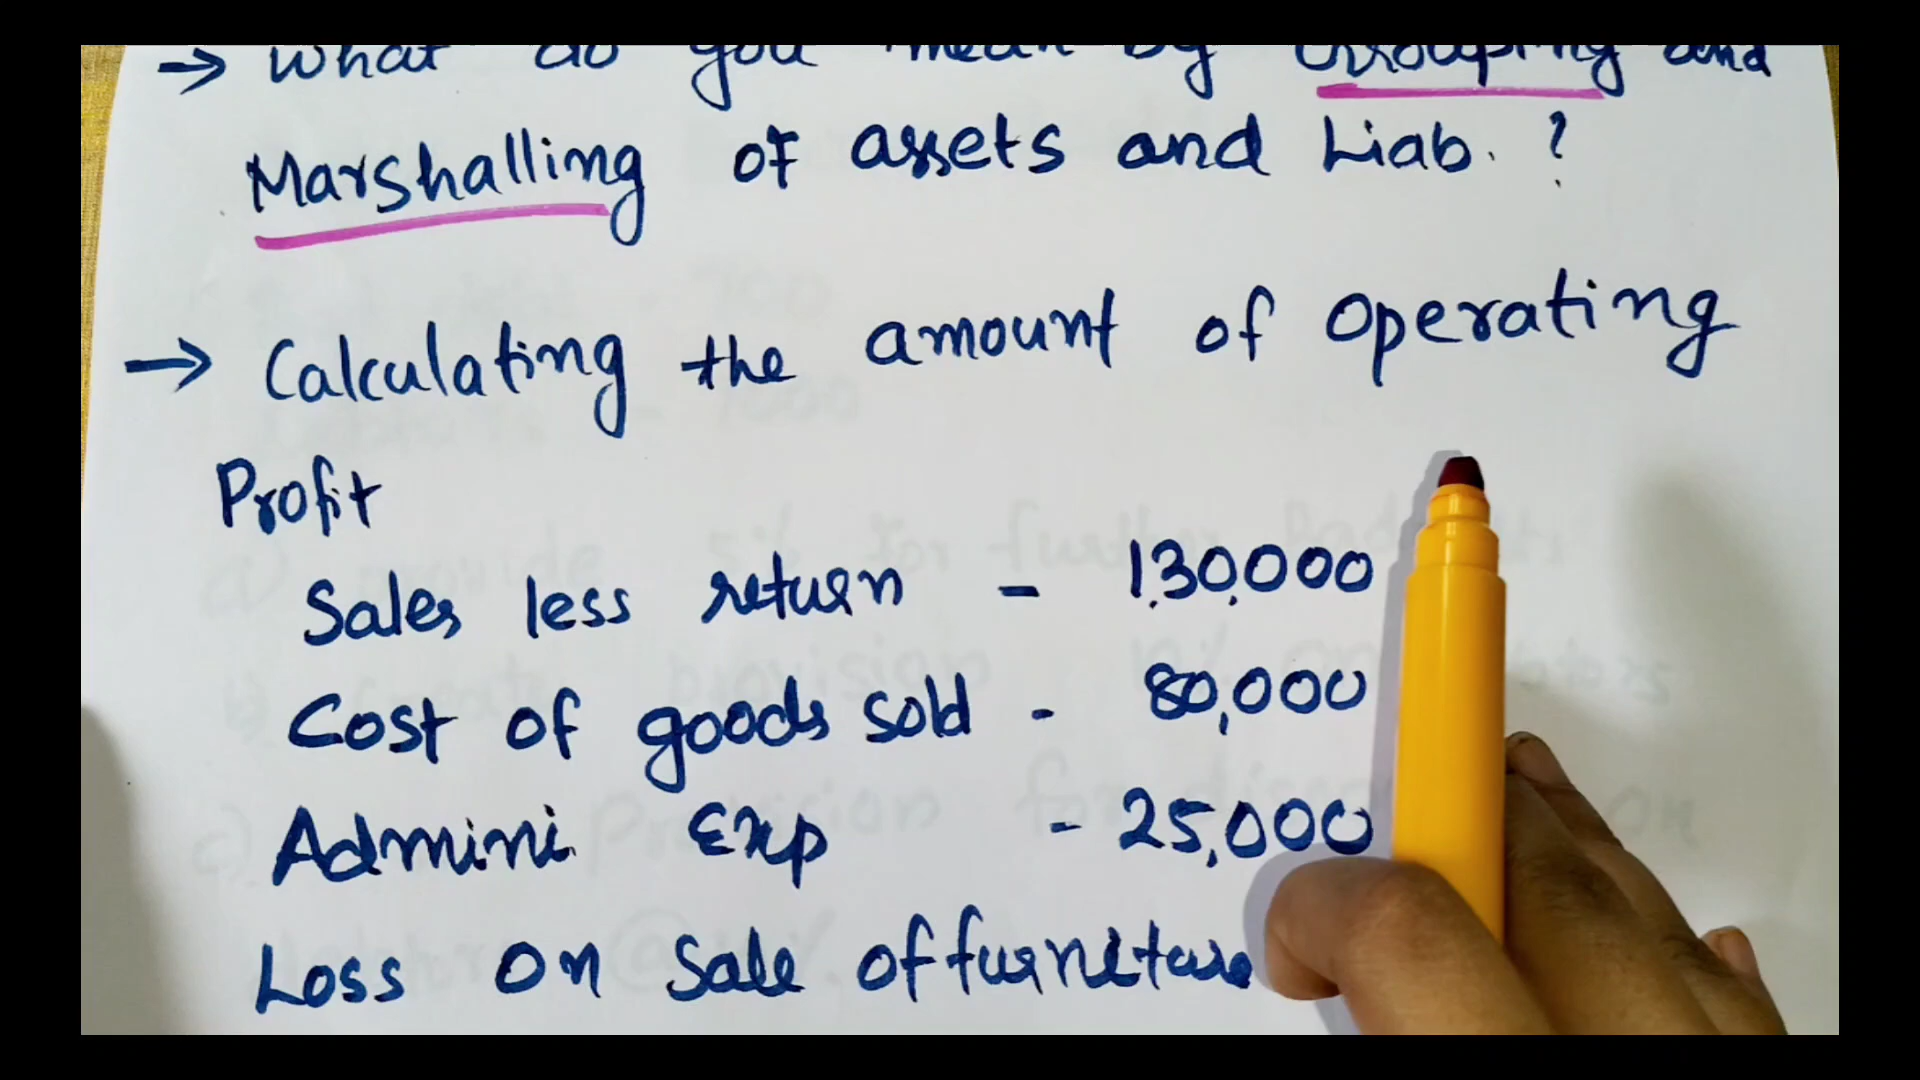 → What do you mean by Grouping and
Marshalling of assets and Liab. ?
→ Calculating the amount of operating
Profit
Sales less return - 1,30,000
Cost of goods sold - 80,000
Admini Exp - 25,000
Loss on sale of furniture